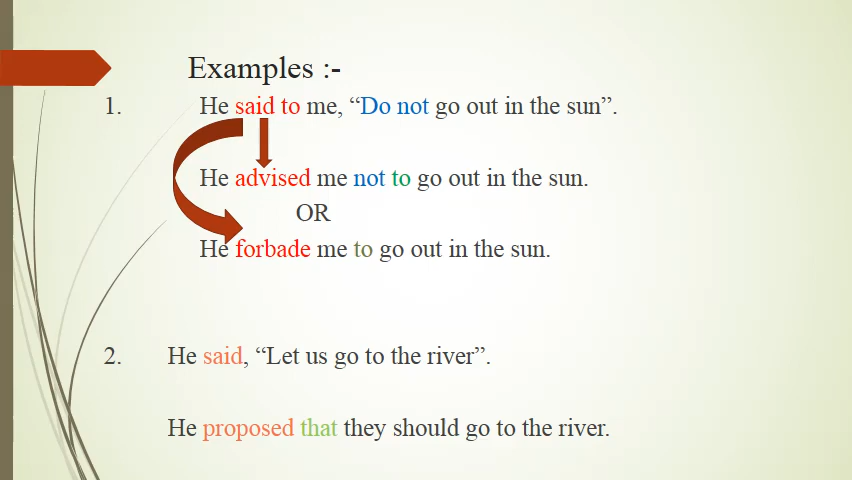 Examples :-
1. He said to me, “Do not go out in the sun”.
He advised me not to go out in the sun.
OR
He forbade me to go out in the sun.
2. He said, “Let us go to the river”.
He proposed that they should go to the river.